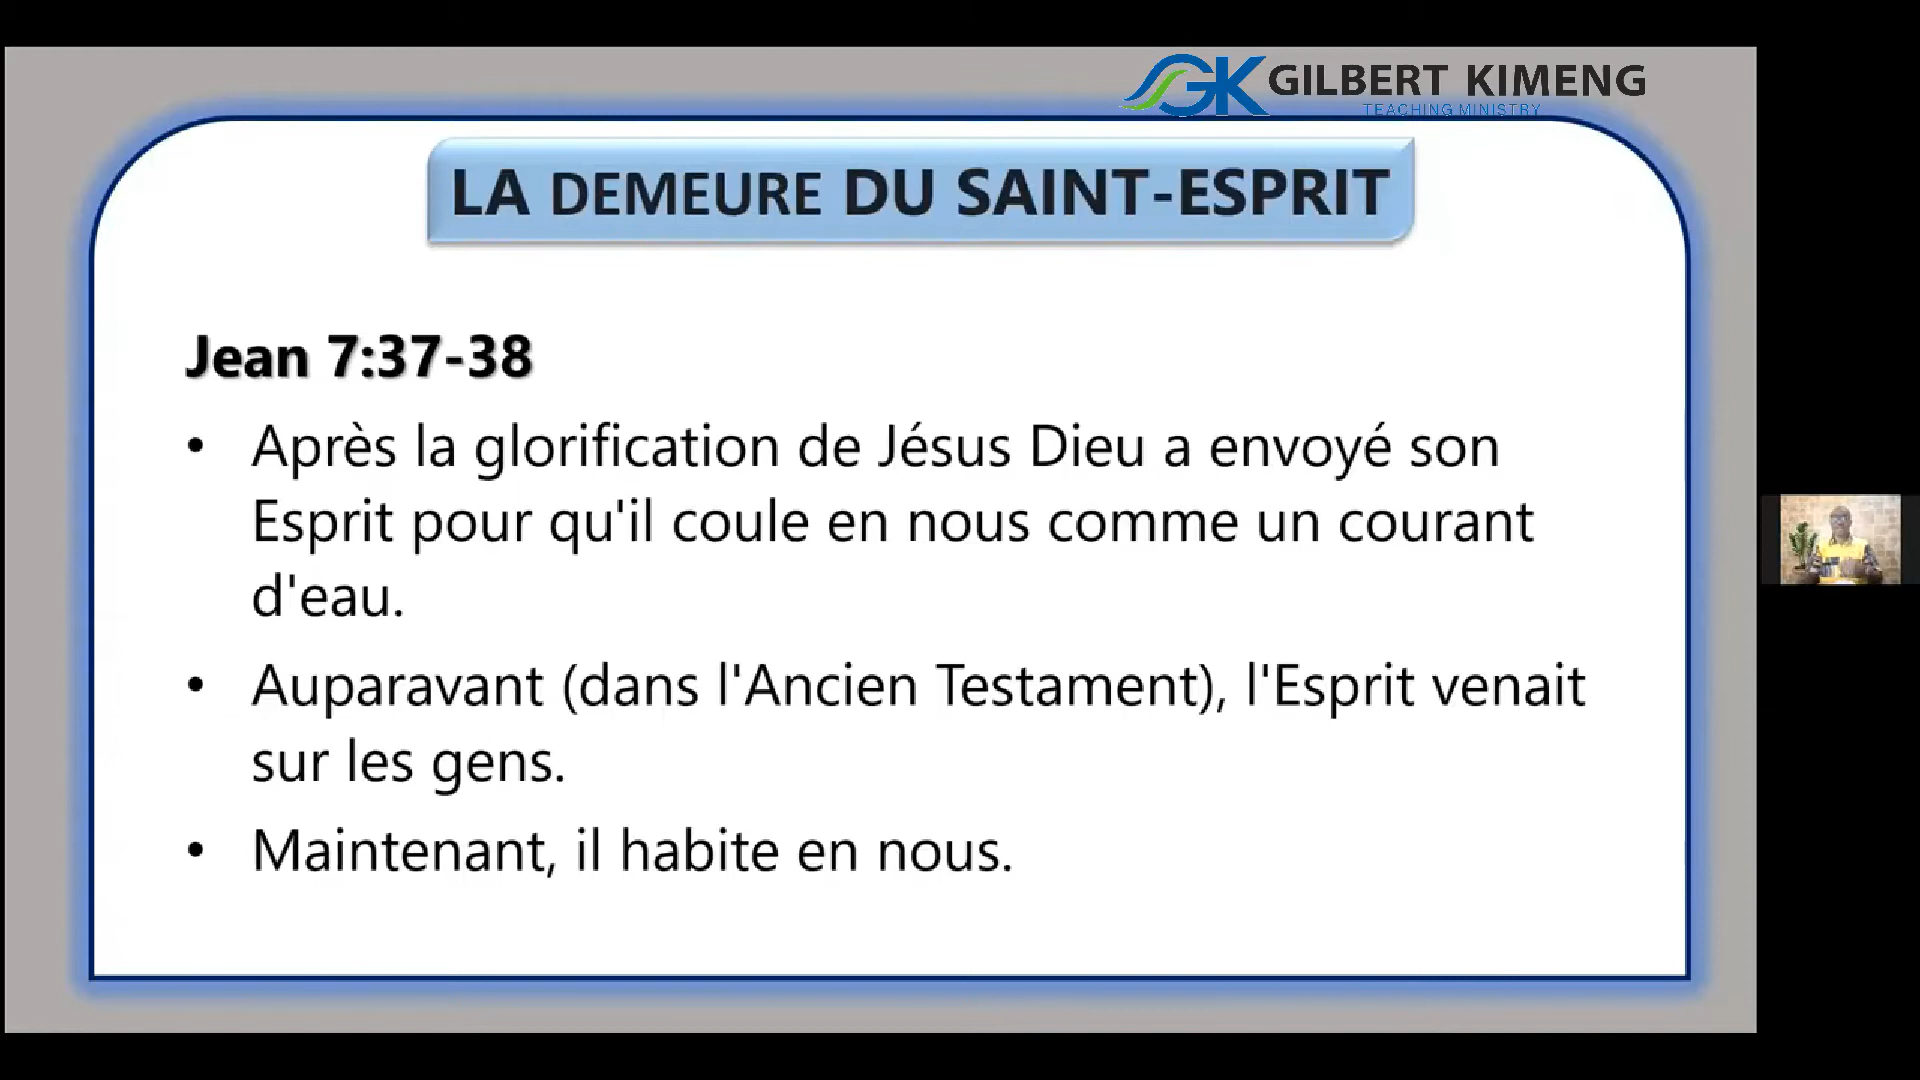 GK GILBERT KIMENG
TEACHING MINISTRY
LA DEMEURE DU SAINT-ESPRIT
Jean 7:37-38
• Après la glorification de Jésus Dieu a envoyé son
Esprit pour qu'il coule en nous comme un courant
d'eau.
• Auparavant (dans l'Ancien Testament), l'Esprit venait
sur les gens.
• Maintenant, il habite en nous.